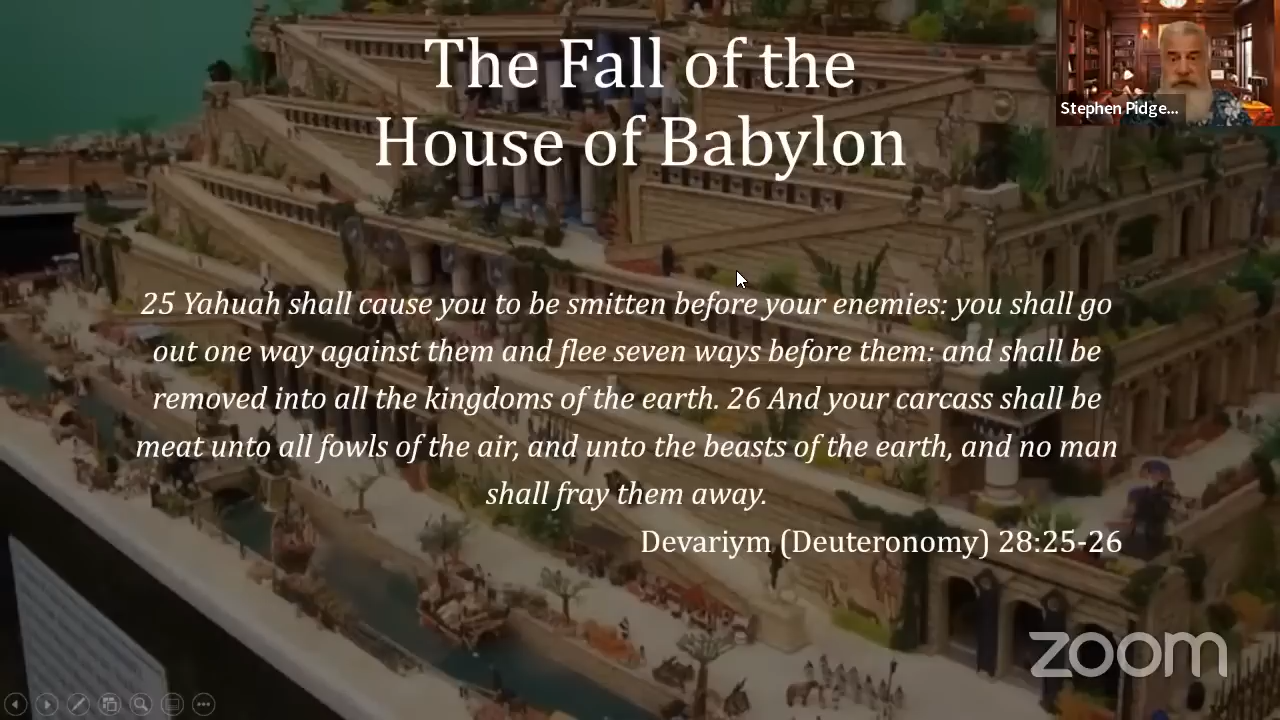 The Fall of the
House of Babylon
Stephen Pidge...
25 Yahuah shall cause you to be smitten before your enemies: you shall go
out one way against them and flee seven ways before them: and shall be
removed into all the kingdoms of the earth. 26 And your carcass shall be
meat unto all fowls of the air, and unto the beasts of the earth, and no man
shall fray them away.
Devariym (Deuteronomy) 28:25-26
zoom